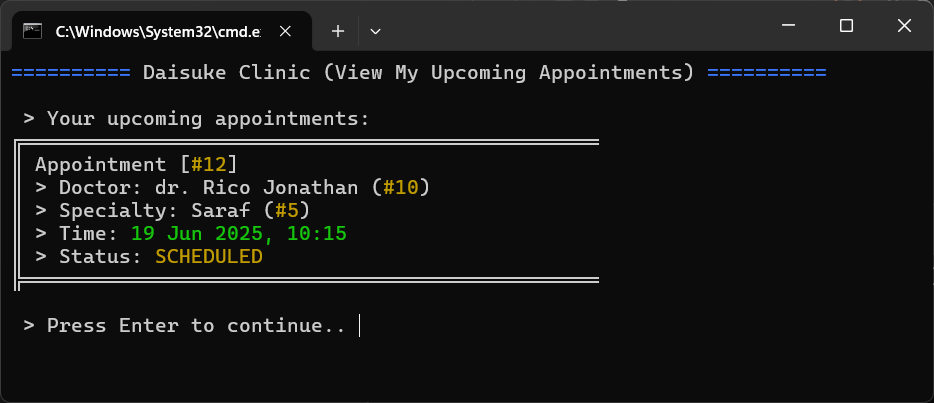 C:\Windows\System32\cmd.e
========== Daisuke Clinic (View My Upcoming Appointments) ==========
> Your upcoming appointments:
Appointment [#12]
> Doctor: dr. Rico Jonathan (#10)
> Specialty: Saraf (#5)
> Time: 19 Jun 2025, 10:15
> Status: SCHEDULED
> Press Enter to continue..